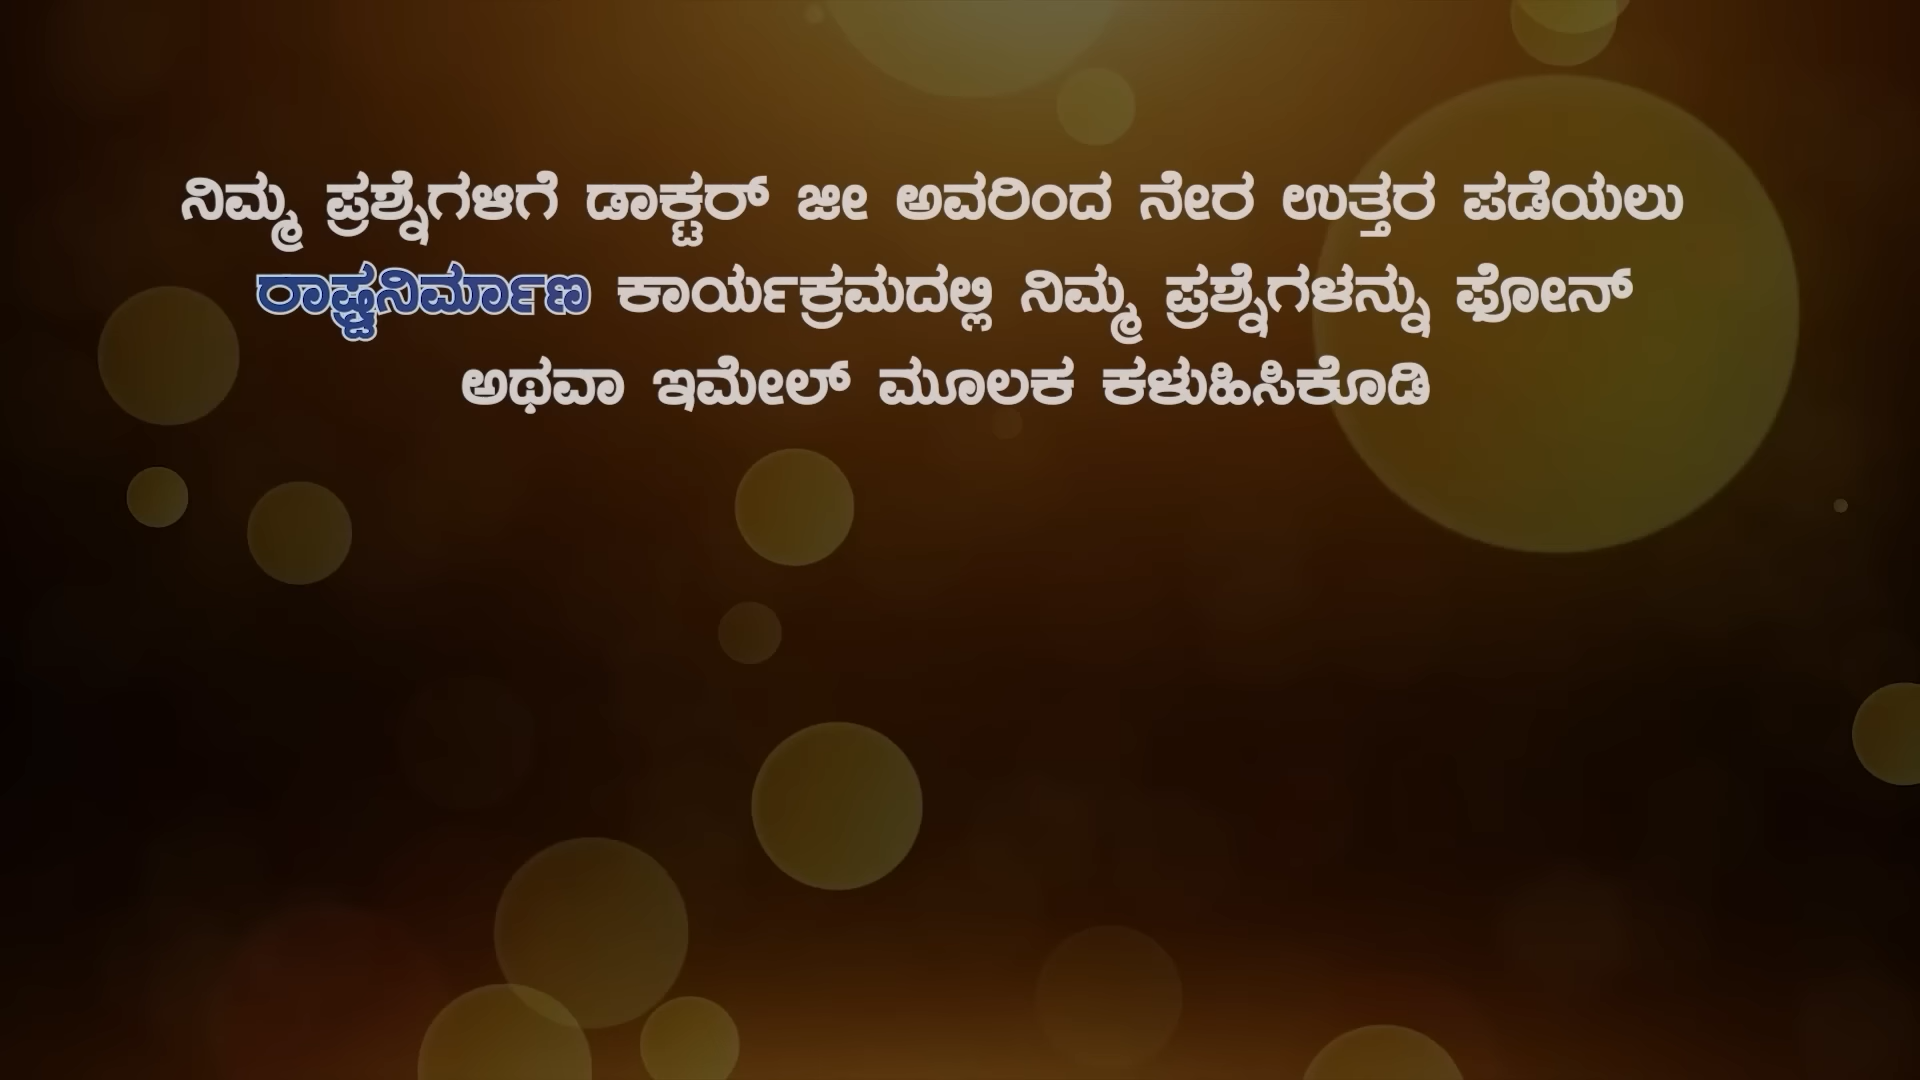 ನಿಮ್ಮ ಪ್ರಶ್ನೆಗಳಿಗೆ ಡಾಕ್ಟರ್ ಜೀ ಅವರಿಂದ ನೇರ ಉತ್ತರ ಪಡೆಯಲು
ರಾಷ್ಟ್ರನಿರ್ಮಾಣ ಕಾರ್ಯಕ್ರಮದಲ್ಲಿ ನಿಮ್ಮ ಪ್ರಶ್ನೆಗಳನ್ನು ಫೋನ್
ಅಥವಾ ಇಮೇಲ್ ಮೂಲಕ ಕಳುಹಿಸಿಕೊಡಿ